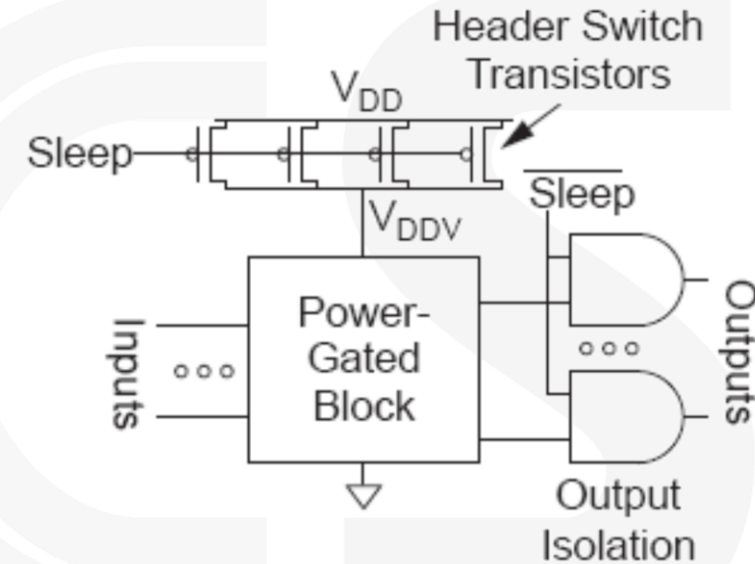 Header Switch
Transistors
VDD
Sleep
Sleep
VDDV
Power-
Gated
Block
Inputs
Outputs
Output
Isolation